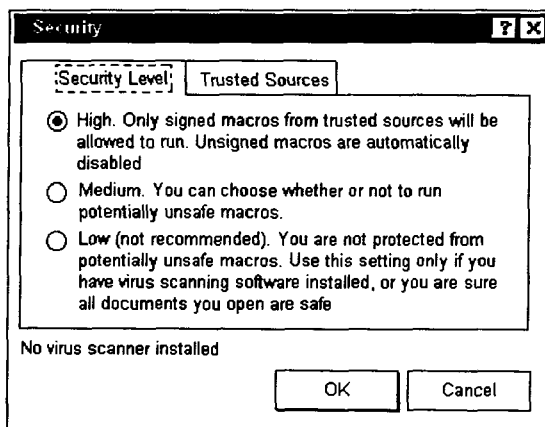 Security
Security Level
Trusted Sources
High. Only signed macros from trusted sources will be
allowed to run. Unsigned macros are automatically
disabled
Medium. You can choose whether or not to run
potentially unsafe macros.
Low (not recommended). You are not protected from
potentially unsafe macros. Use this setting only if you
have virus scanning software installed, or you are sure
all documents you open are safe
No virus scanner installed
OK
Cancel